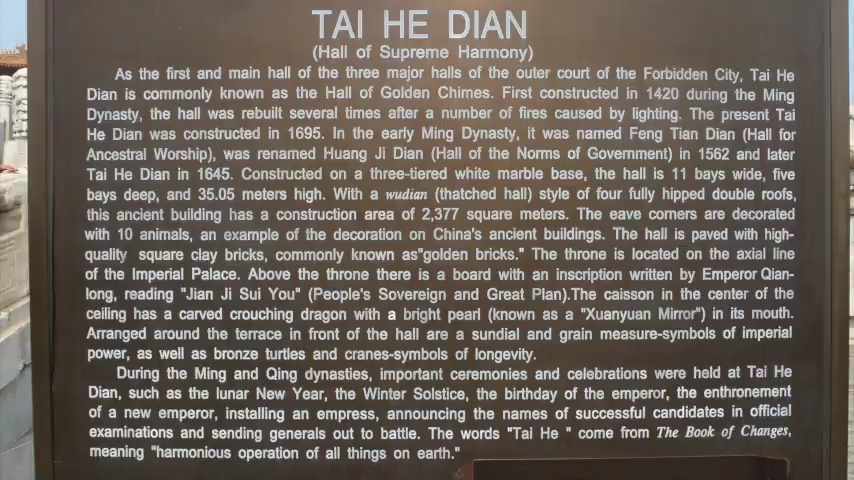 TAI HE DIAN
(Hall of Supreme Harmony)
As the first and main hall of the three major halls of the outer court of the Forbidden City, Tai He
Dian is commonly known as the Hall of Golden Chimes. First constructed in 1420 during the Ming
Dynasty, the hall was rebuilt several times after a number of fires caused by lighting. The present Tai
He Dian was constructed in 1695. In the early Ming Dynasty, it was named Feng Tian Dian (Hall for
Ancestral Worship), was renamed Huang Ji Dian (Hall of the Norms of Government) in 1562 and later
Tai He Dian in 1645. Constructed on a three-tiered white marble base, the hall is 11 bays wide, five
bays deep, and 35.05 meters high. With a wudian (thatched hall) style of four fully hipped double roofs,
this ancient building has a construction area of 2,377 square meters. The eave corners are decorated
with 10 animals, an example of the decoration on China's ancient buildings. The hall is paved with high-
quality square clay bricks, commonly known as"golden bricks." The throne is located on the axial line
of the Imperial Palace. Above the throne there is a board with an inscription written by Emperor Qian-
long, reading "Jian Ji Sui You" (People's Sovereign and Great Plan).The caisson in the center of the
ceiling has a carved crouching dragon with a bright pearl (known as a "Xuanyuan Mirror") in its mouth.
Arranged around the terrace in front of the hall are a sundial and grain measure-symbols of imperial
power, as well as bronze turtles and cranes-symbols of longevity.
During the Ming and Qing dynasties, important ceremonies and celebrations were held at Tai He
Dian, such as the lunar New Year, the Winter Solstice, the birthday of the emperor, the enthronement
of a new emperor, installing an empress, announcing the names of successful candidates in official
examinations and sending generals out to battle. The words "Tai He " come from The Book of Changes,
meaning "harmonious operation of all things on earth."